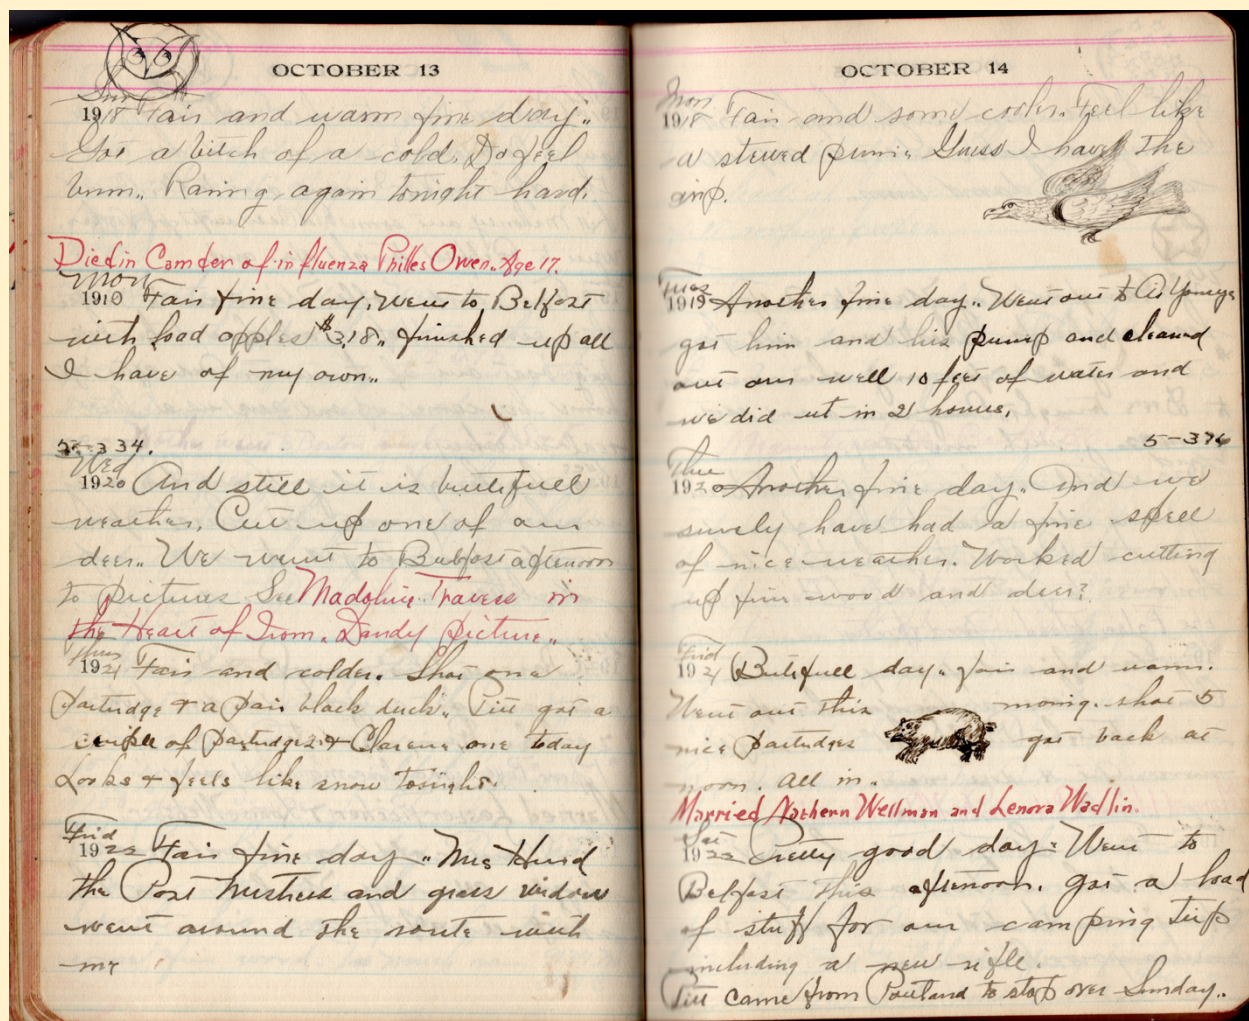 OCTOBER 13
Sun
1918 Fair and warm fine day..
Got a bitch of a cold. Do feel
bum.. Raining again tonight hard.
Died in Camden of influenza Philles Owen.. Age 17.
Mon
1919 Fair fine day. Went to Belfast
with load apples $3.18.. finished up all
I have of my own..
334.
Wed
1920 And still it is beutifull
weather. Cut up one of our
deer.. We went to Belfast afternoon
to pictures See Madoline Travess in
the Heart of Irom. Dandy picture..
Thurs
1921 Fair and colder. Shot one
partridge & a pair black duck.. Pitt got a
couple of partridges & Clarence one today
Looks & feels like snow tonight.
Frid
1922 Fair fine day.. Mrs Hurd
the Post Mistress and grass widow
went around the route with
me
OCTOBER 14
Mon
1918 Fair and some cooler. Feel like
a stewed prune Guess I have The
grip.
Tues
1919 Another fine day.. Went out to
got him and his pump and cleaned
out our well 10 feet of water and
we did it in 2 hours.
5-376
Thu
1920 Another fine day. And we
surely have had a fine spell
of nice weather. Worked cutting
up fire wood and deer?
Frid
1921 Beutifull day.. fair and warm.
Went out this morning. shot 5
nice partridges got back at
noon. All in..
Married Nathern Wellman and Lenora Wadlin.
Sat
1922 Pretty good day. Went to
Belfast this afternoon. got a load
of stuff for our camping trip
including a new rifle.
Pitt came from Portland to stop over Sunday..